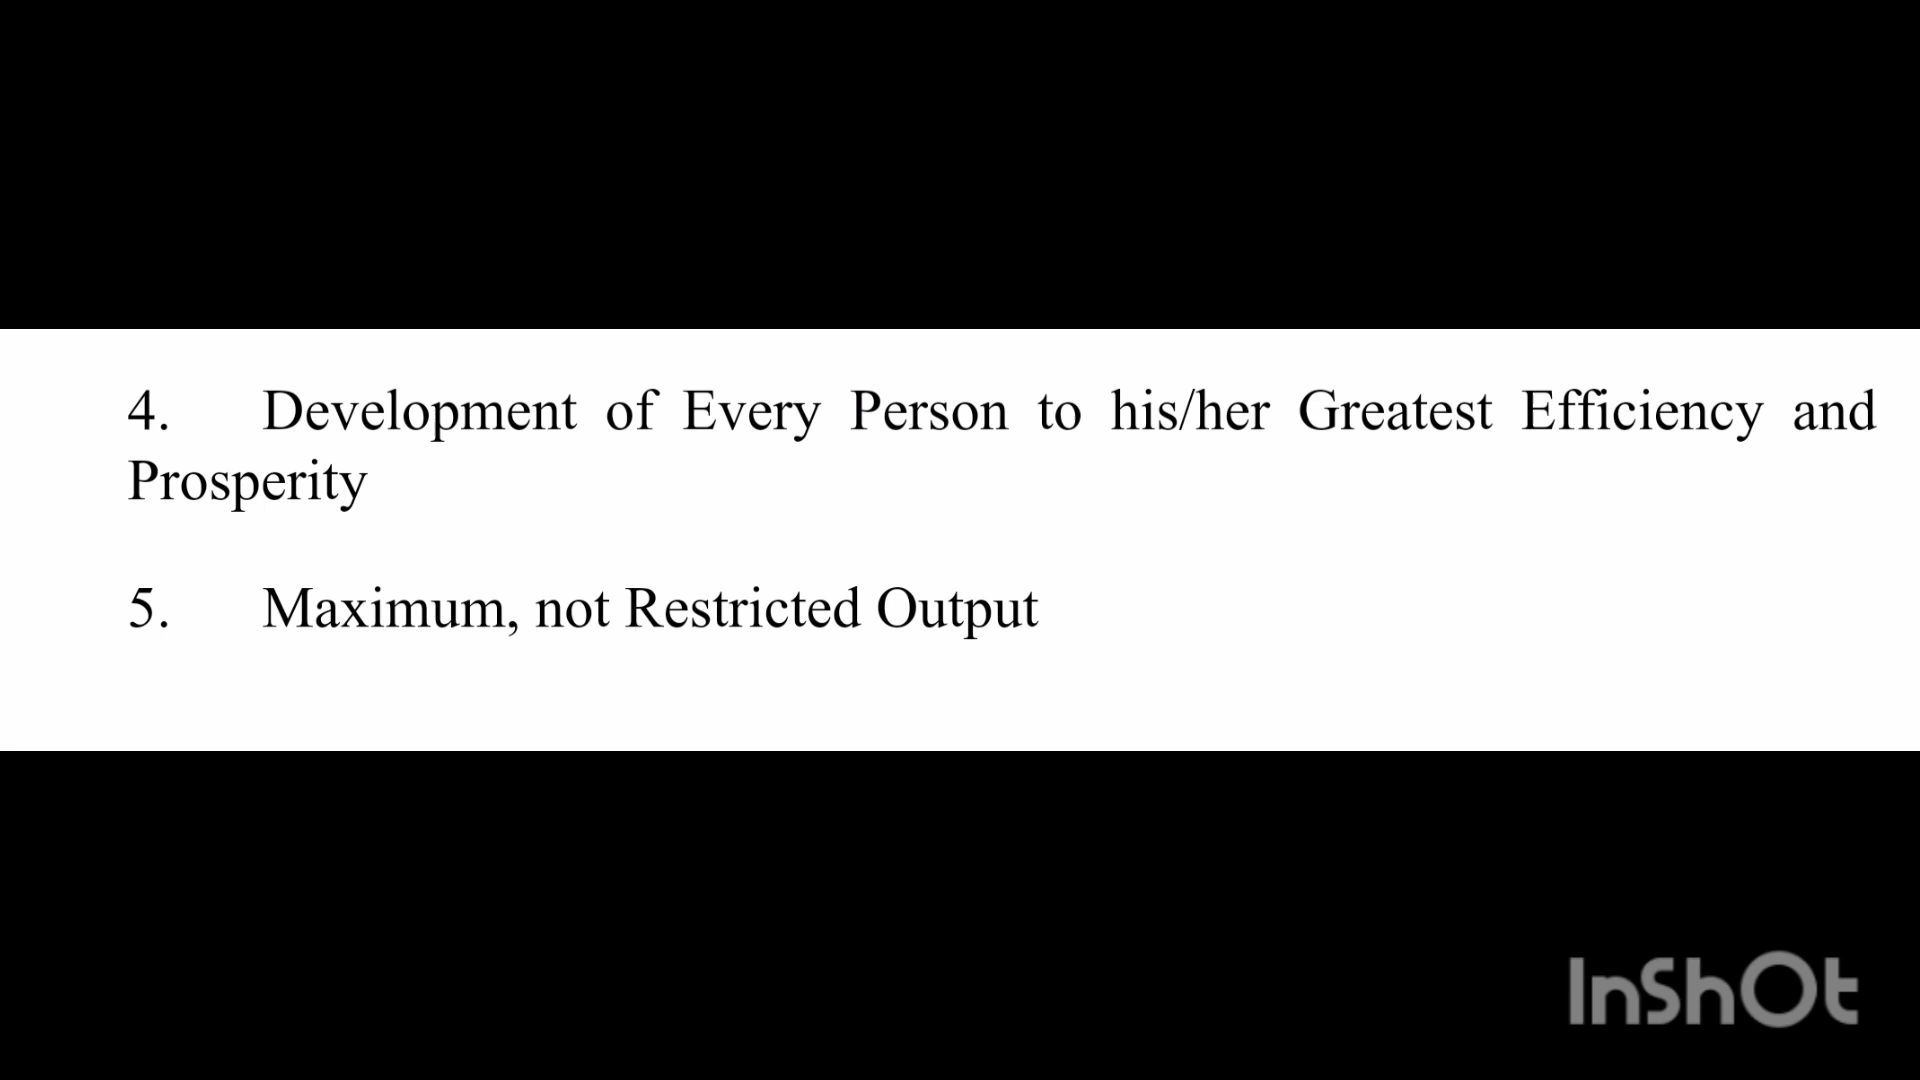 4. Development of Every Person to his/her Greatest Efficiency and
Prosperity
5. Maximum, not Restricted Output
InShOt